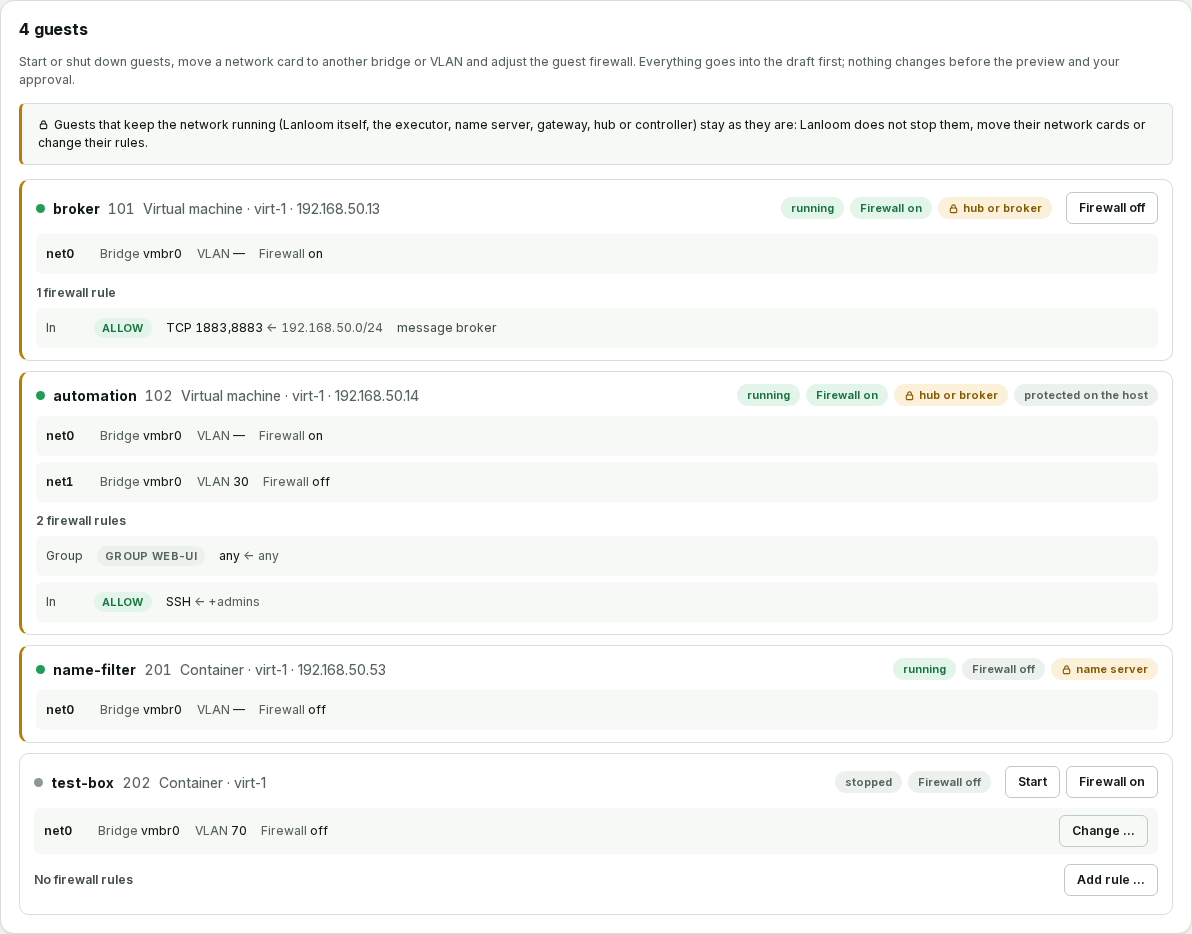 4 guests
Start or shut down guests, move a network card to another bridge or VLAN and adjust the guest firewall. Everything goes into the draft first; nothing changes before the preview and your
approval.
Guests that keep the network running (Lanloom itself, the executor, name server, gateway, hub or controller) stay as they are: Lanloom does not stop them, move their network cards or
change their rules.
broker 101 Virtual machine · virt-1 · 192.168.50.13 running Firewall on hub or broker Firewall off
net0 Bridge vmbr0 VLAN — Firewall on
1 firewall rule
In ALLOW TCP 1883,8883 ← 192.168.50.0/24 message broker
automation 102 Virtual machine · virt-1 · 192.168.50.14 running Firewall on hub or broker protected on the host
net0 Bridge vmbr0 VLAN — Firewall on
net1 Bridge vmbr0 VLAN 30 Firewall off
2 firewall rules
Group GROUP WEB-UI any ← any
In ALLOW SSH ← +admins
name-filter 201 Container · virt-1 · 192.168.50.53 running Firewall off name server
net0 Bridge vmbr0 VLAN — Firewall off
test-box 202 Container · virt-1 stopped Firewall off Start Firewall on
net0 Bridge vmbr0 VLAN 70 Firewall off Change ...
No firewall rules Add rule ...